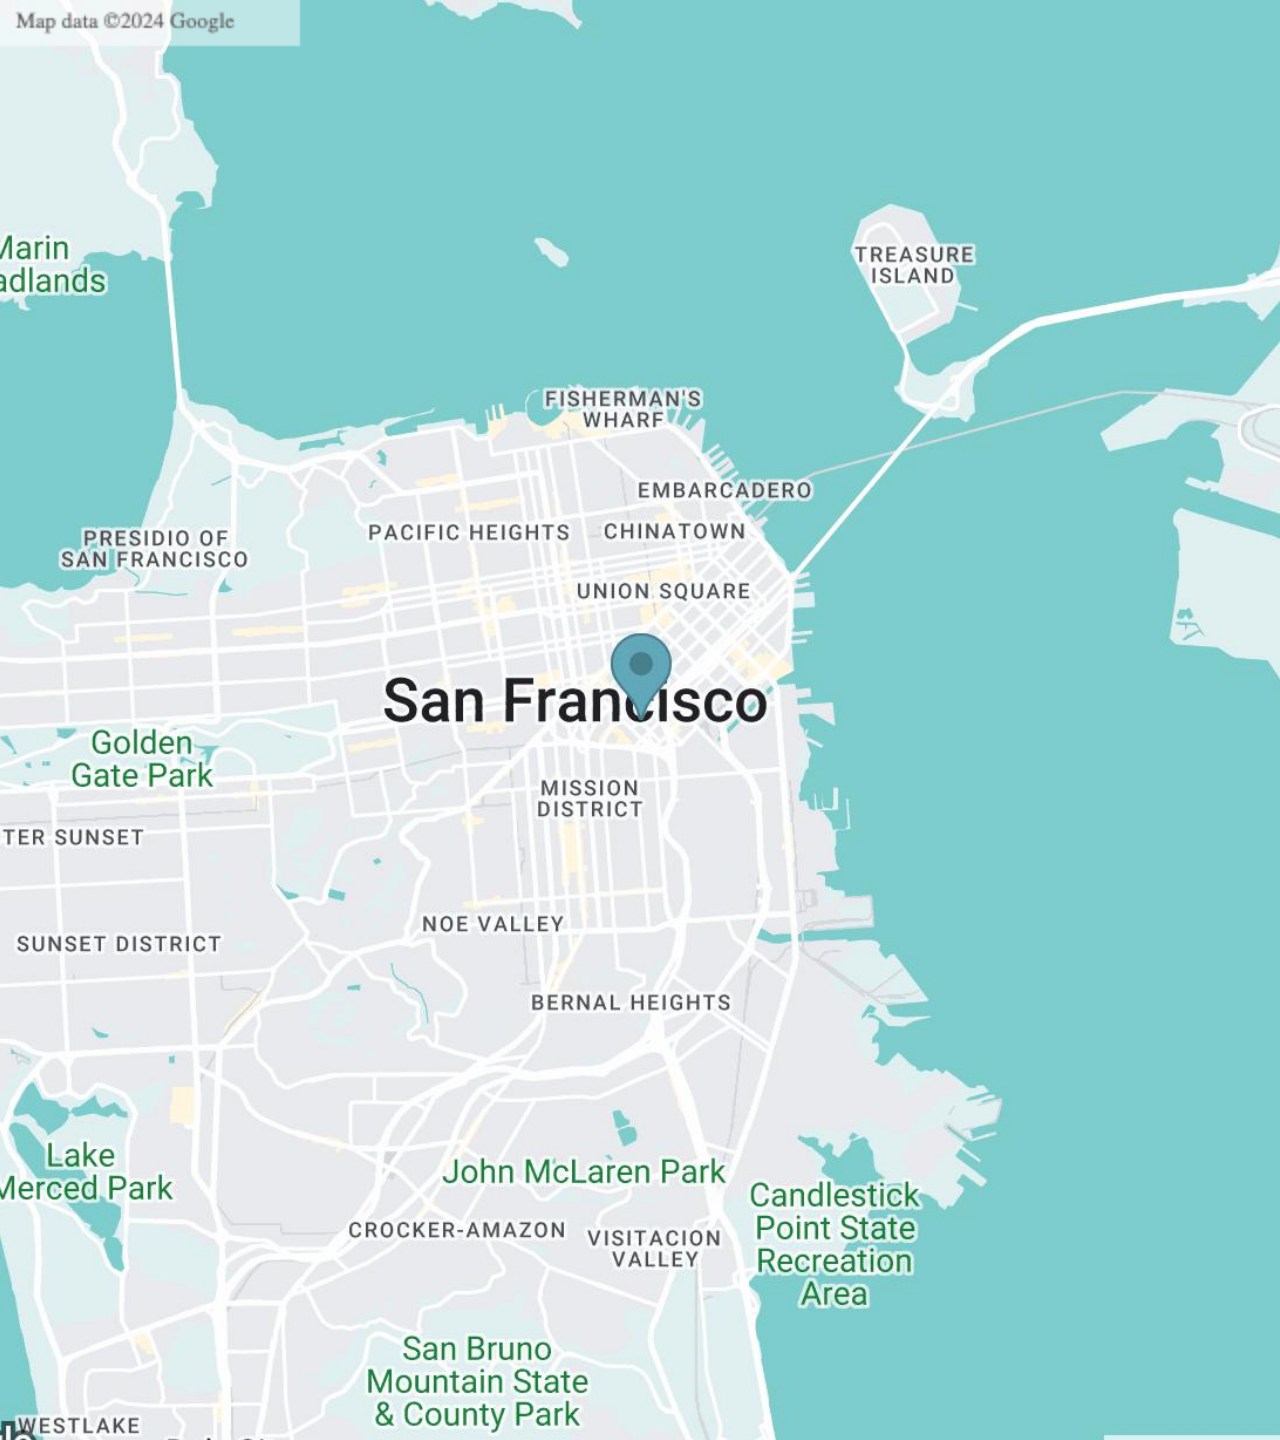 Map data ©2024 Google
TREASURE
ISLAND
Marin
adlands
FISHERMAN'S
WHARF
EMBARCADERO
PACIFIC HEIGHTS
CHINATOWN
PRESIDIO OF
SAN FRANCISCO
UNION SQUARE
San Francisco
Golden
Gate Park
MISSION
DISTRICT
TER SUNSET
NOE VALLEY
SUNSET DISTRICT
BERNAL HEIGHTS
Lake
Merced Park
John McLaren Park
Candlestick
Point State
Recreation
Area
CROCKER-AMAZON
VISITACION
VALLEY
San Bruno
Mountain State
& County Park
WESTLAKE